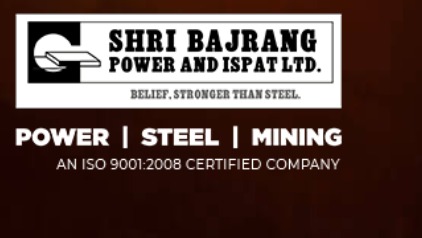 SHRI BAJRANG
POWER AND ISPAT LTD.
BELIEF, STRONGER THAN STEEL.
POWER | STEEL | MINING
AN ISO 9001:2008 CERTIFIED COMPANY